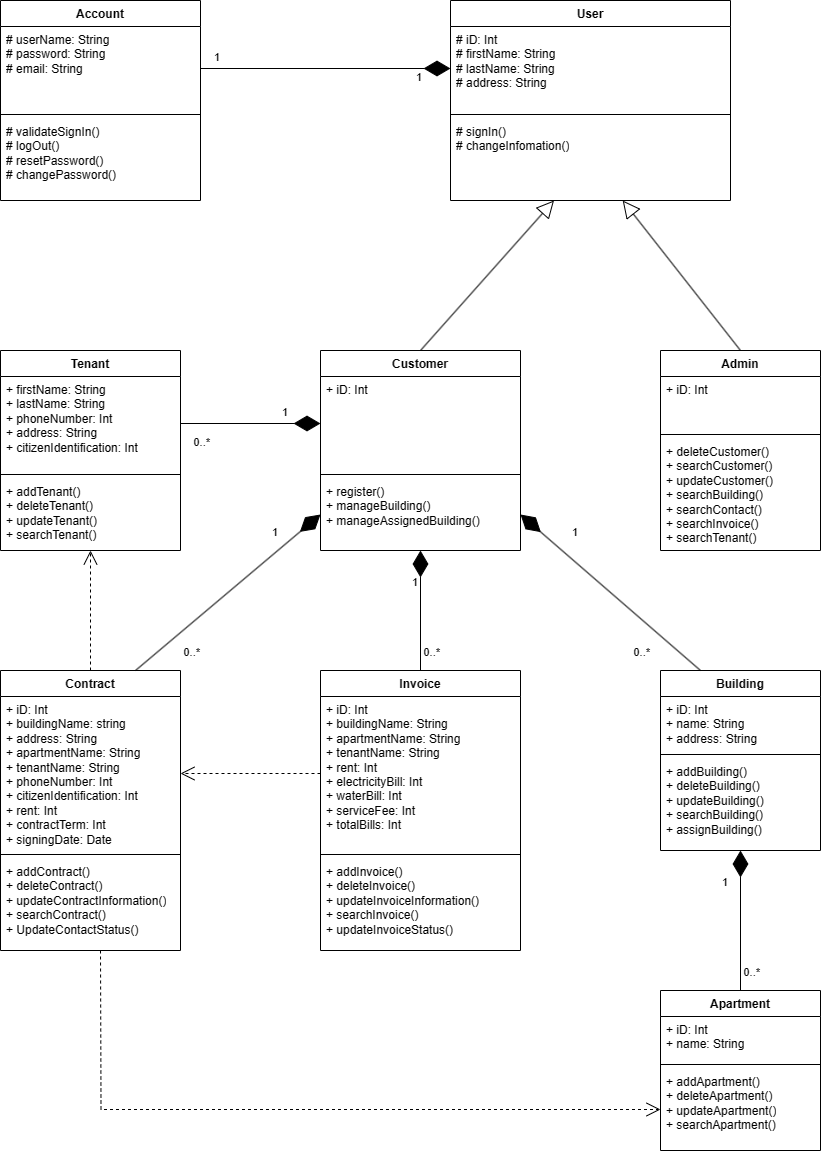 Account
# userName: String
# password: String
# email: String
# validateSignIn()
# logOut()
# resetPassword()
# changePassword()
1
1
User
# iD: Int
# firstName: String
# lastName: String
# address: String
# signIn()
# changeInfomation()
Tenant
+ firstName: String
+ lastName: String
+ phoneNumber: Int
+ address: String
+ citizenIdentification: Int
+ addTenant()
+ deleteTenant()
+ updateTenant()
+ searchTenant()
1
0..*
Customer
+ iD: Int
+ register()
+ manageBuilding()
+ manageAssignedBuilding()
Admin
+ iD: Int
+ deleteCustomer()
+ searchCustomer()
+ updateCustomer()
+ searchBuilding()
+ searchContact()
+ searchInvoice()
+ searchTenant()
1
1
1
0..*
0..*
0..*
Contract
+ iD: Int
+ buildingName: string
+ address: String
+ apartmentName: String
+ tenantName: String
+ phoneNumber: Int
+ citizenIdentification: Int
+ rent: Int
+ contractTerm: Int
+ signingDate: Date
+ addContract()
+ deleteContract()
+ updateContractInformation()
+ searchContract()
+ UpdateContactStatus()
Invoice
+ iD: Int
+ buildingName: String
+ apartmentName: String
+ tenantName: String
+ rent: Int
+ electricityBill: Int
+ waterBill: Int
+ serviceFee: Int
+ totalBills: Int
+ addInvoice()
+ deleteInvoice()
+ updateInvoiceInformation()
+ searchInvoice()
+ updateInvoiceStatus()
Building
+ iD: Int
+ name: String
+ address: String
+ addBuilding()
+ deleteBuilding()
+ updateBuilding()
+ searchBuilding()
+ assignBuilding()
1
0..*
Apartment
+ iD: Int
+ name: String
+ addApartment()
+ deleteApartment()
+ updateApartment()
+ searchApartment()